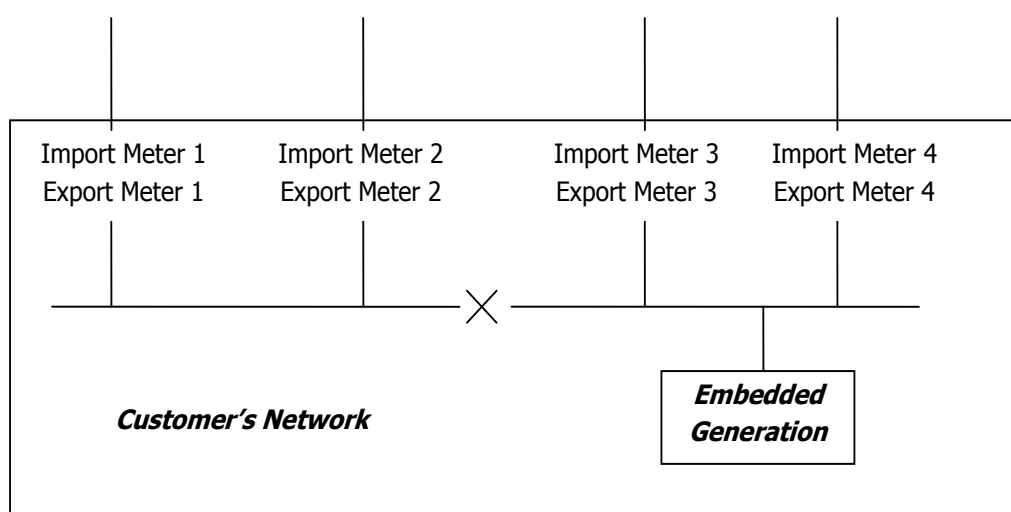 Import Meter 1
Export Meter 1
Import Meter 2
Export Meter 2
Import Meter 3
Export Meter 3
Import Meter 4
Export Meter 4
Customer’s Network
Embedded
Generation